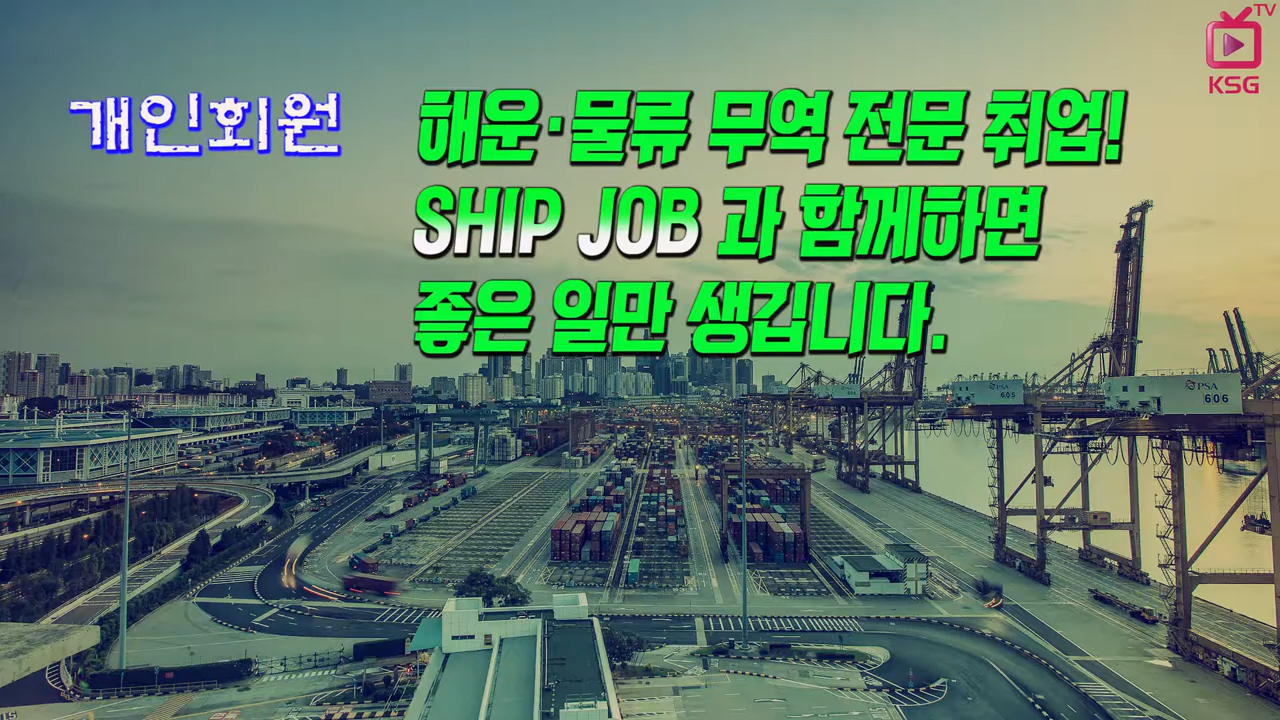 TV
KSG
개인회원
해운·물류 무역 전문 취업!
SHIP JOB 과 함께하면
좋은 일만 생깁니다.
PSA
605
PSA
606